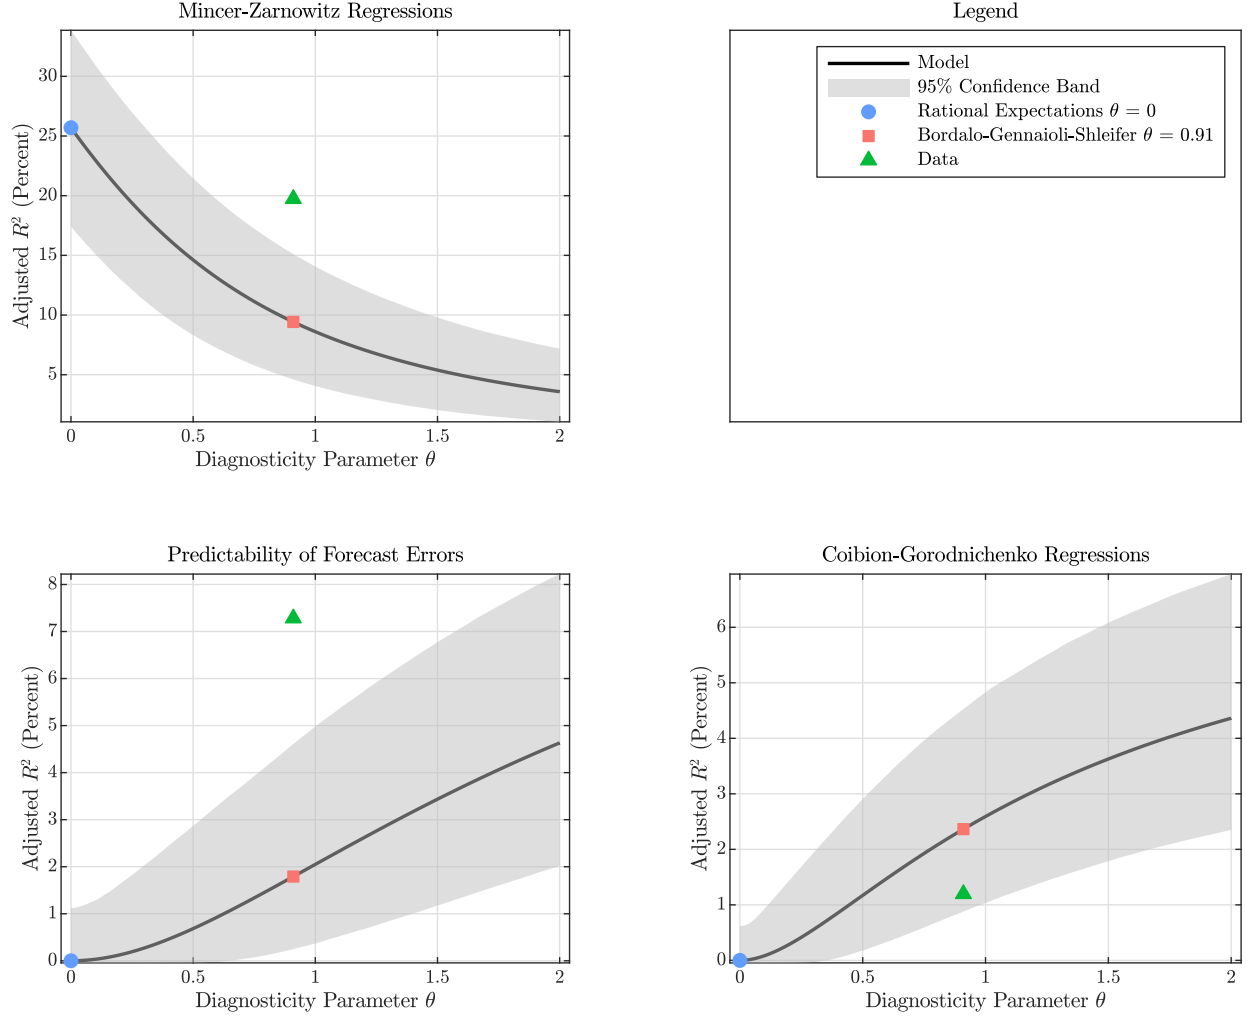 Mincer-Zarnowitz Regressions
Adjusted R² (Percent)
30
25
20
15
10
5
0
0.5
1
1.5
2
Diagnosticity Parameter θ
Legend
Model
95% Confidence Band
Rational Expectations θ = 0
Bordalo-Gennaioli-Shleifer θ = 0.91
Data
Predictability of Forecast Errors
Adjusted R² (Percent)
8
7
6
5
4
3
2
1
0
0
0.5
1
1.5
2
Diagnosticity Parameter θ
Coibion-Gorodnichenko Regressions
Adjusted R² (Percent)
6
5
4
3
2
1
0
0
0.5
1
1.5
2
Diagnosticity Parameter θ